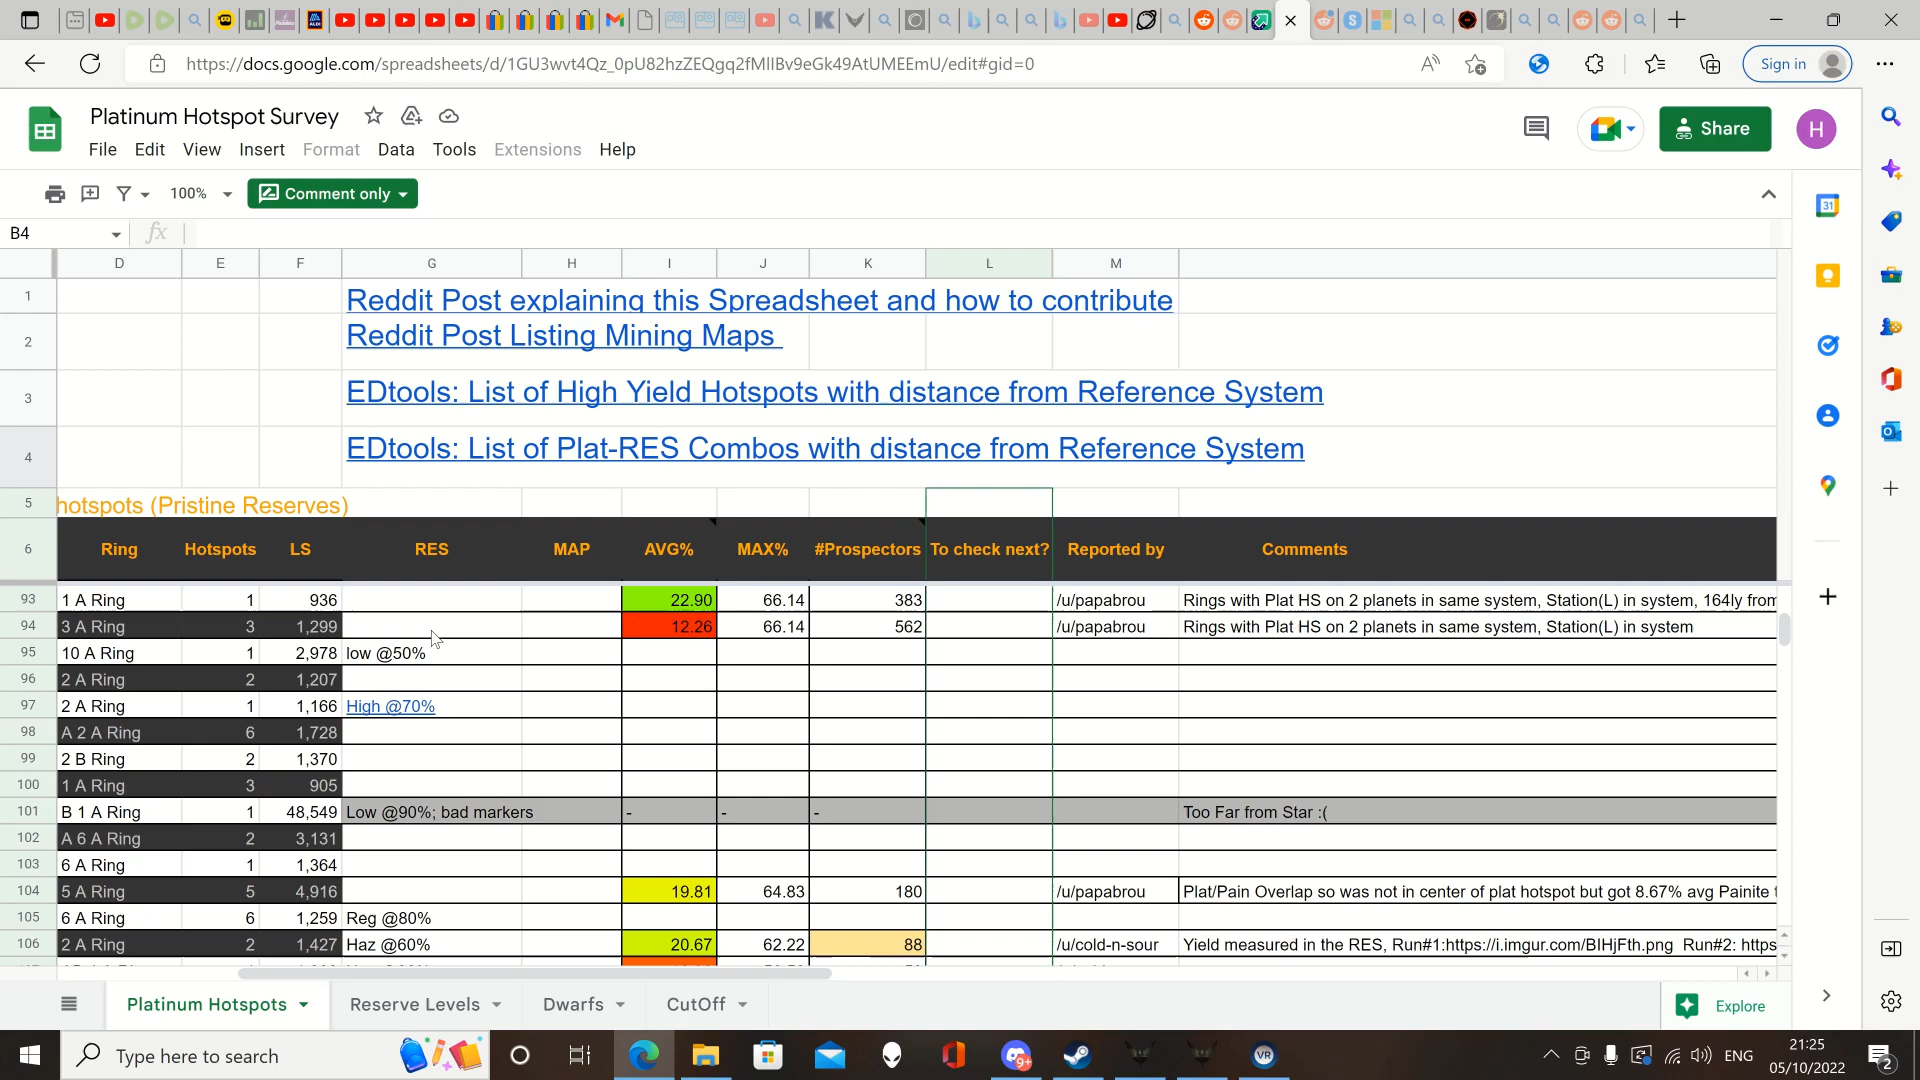 https://docs.google.com/spreadsheets/d/1GU3wvt4Qz_0pU82hzZEQgq2fMlIBv9eGk49AtUMEEmU/edit#gid=0
Sign in
Platinum Hotspot Survey
File Edit View Insert Format Data Tools Extensions Help
Share
H
100% Comment only
B4
D E F G H I J K L M
1 Reddit Post explaining this Spreadsheet and how to contribute
2 Reddit Post Listing Mining Maps
3 EDtools: List of High Yield Hotspots with distance from Reference System
4 EDtools: List of Plat-RES Combos with distance from Reference System
5 hotspots (Pristine Reserves)
6 Ring Hotspots LS RES MAP AVG% MAX% #Prospectors To check next? Reported by Comments
93 1 A Ring 1 936 22.90 66.14 383 /u/papabrou Rings with Plat HS on 2 planets in same system, Station(L) in system, 164ly from
94 3 A Ring 3 1,299 12.26 66.14 562 /u/papabrou Rings with Plat HS on 2 planets in same system, Station(L) in system
95 10 A Ring 1 2,978 low @50%
96 2 A Ring 2 1,207
97 2 A Ring 1 1,166 High @70%
98 A 2 A Ring 6 1,728
99 2 B Ring 2 1,370
100 1 A Ring 3 905
101 B 1 A Ring 1 48,549 Low @90%; bad markers - - - Too Far from Star :(
102 A 6 A Ring 2 3,131
103 6 A Ring 1 1,364
104 5 A Ring 5 4,916 19.81 64.83 180 /u/papabrou Plat/Pain Overlap so was not in center of plat hotspot but got 8.67% avg Painite
105 6 A Ring 6 1,259 Reg @80%
106 2 A Ring 2 1,427 Haz @60% 20.67 62.22 88 /u/cold-n-sour Yield measured in the RES, Run#1:https://i.imgur.com/BIHjFth.png Run#2: https
Platinum Hotspots Reserve Levels Dwarfs CutOff
Explore
Type here to search
ENG
21:25
05/10/2022
2